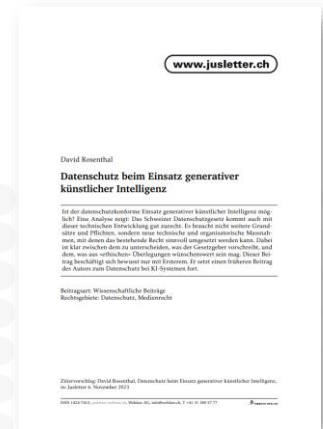 www.jusletter.ch
David Rosenthal
Datenschutz beim Einsatz generativer
künstlicher Intelligenz
Ist der datenschutzkonforme Einsatz generativer künstlicher Intelligenz mög-
lich? Eine Analyse zeigt: Das Schweizer Datenschutzgesetz kommt auch mit
dieser technischen Entwicklung gut zurecht. Es braucht nicht weitere Grund-
sätze und Pflichten, sondern neue technische und organisatorische Massnah-
men, mit denen das bestehende Recht sinnvoll umgesetzt werden kann. Dabei
ist klar zwischen dem zu unterscheiden, was der Gesetzgeber vorschreibt, und
dem, was aus «ethischen» Überlegungen wünschenswert sein mag. Dieser Bei-
trag beschäftigt sich bewusst nur mit Ersterem. Er setzt einen früheren Beitrag
des Autors zum Datenschutz bei KI-Systemen fort.
Beitragsart: Wissenschaftliche Beiträge
Rechtsgebiete: Datenschutz, Medienrecht
Zitiervorschlag: David Rosenthal, Datenschutz beim Einsatz generativer künstlicher Intelligenz,
in: Jusletter 6. November 2023